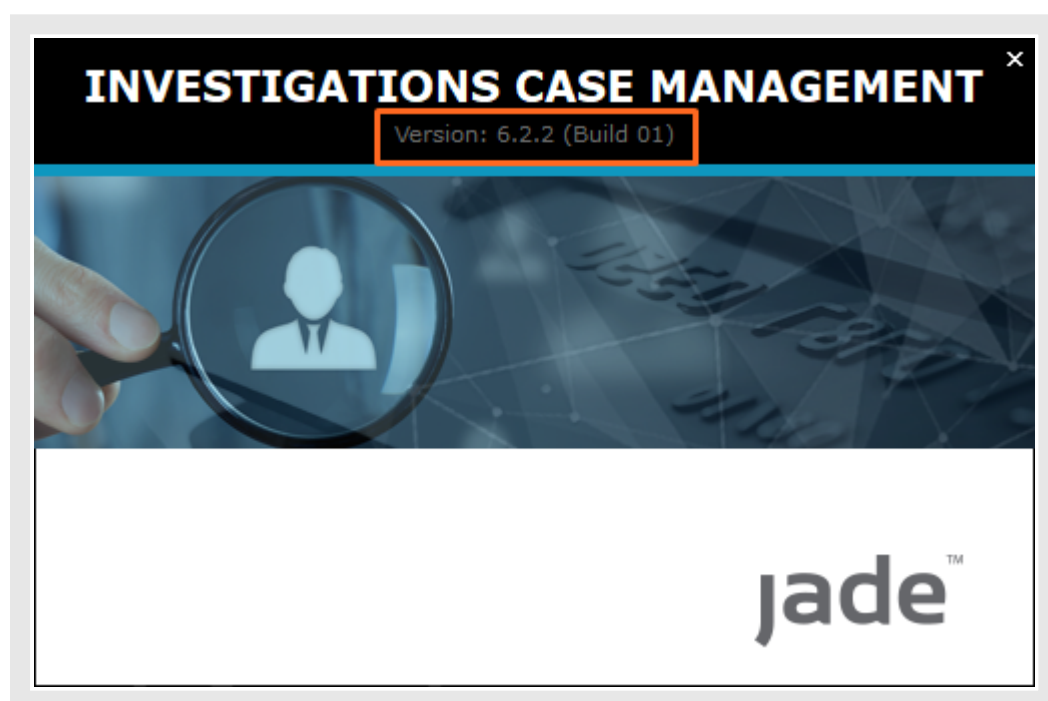 INVESTIGATIONS CASE MANAGEMENT
Version: 6.2.2 (Build 01)
jade™